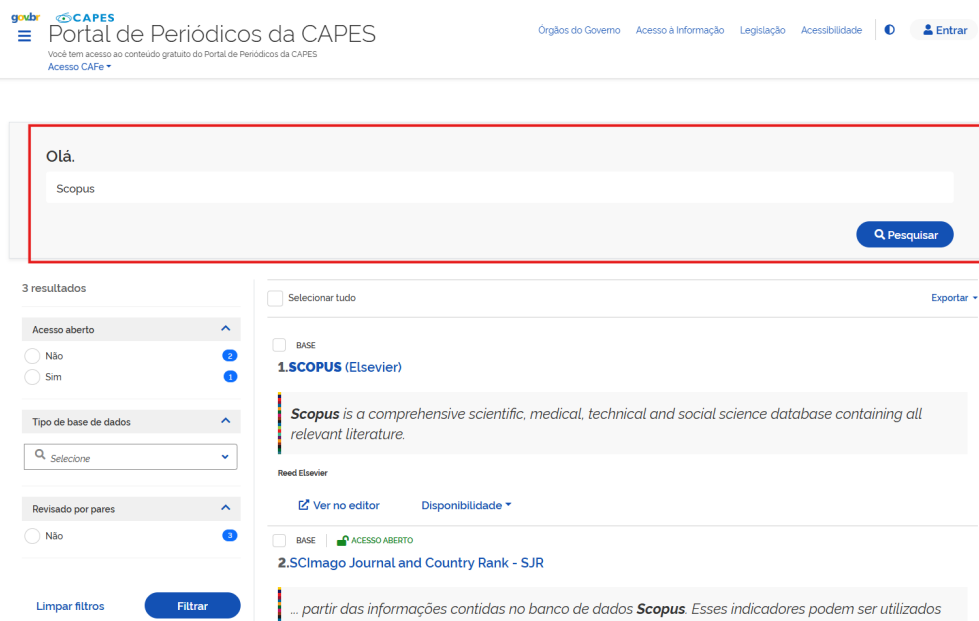 gov.br CAPES
Portal de Periódicos da CAPES
Você tem acesso ao conteúdo gratuito do Portal de Periódicos da CAPES
Acesso CAFe
Órgãos do Governo Acesso à Informação Legislação Acessibilidade Entrar
Olá.
Scopus
Pesquisar
3 resultados
Acesso aberto
Não 2
Sim 1
Tipo de base de dados
Selecione
Revisado por pares
Não 3
Limpar filtros Filtrar
Selecionar tudo Exportar
BASE
1.SCOPUS (Elsevier)
Scopus is a comprehensive scientific, medical, technical and social science database containing all
relevant literature.
Reed Elsevier
Ver no editor Disponibilidade
BASE ACESSO ABERTO
2.SCImago Journal and Country Rank - SJR
... partir das informações contidas no banco de dados Scopus. Esses indicadores podem ser utilizados